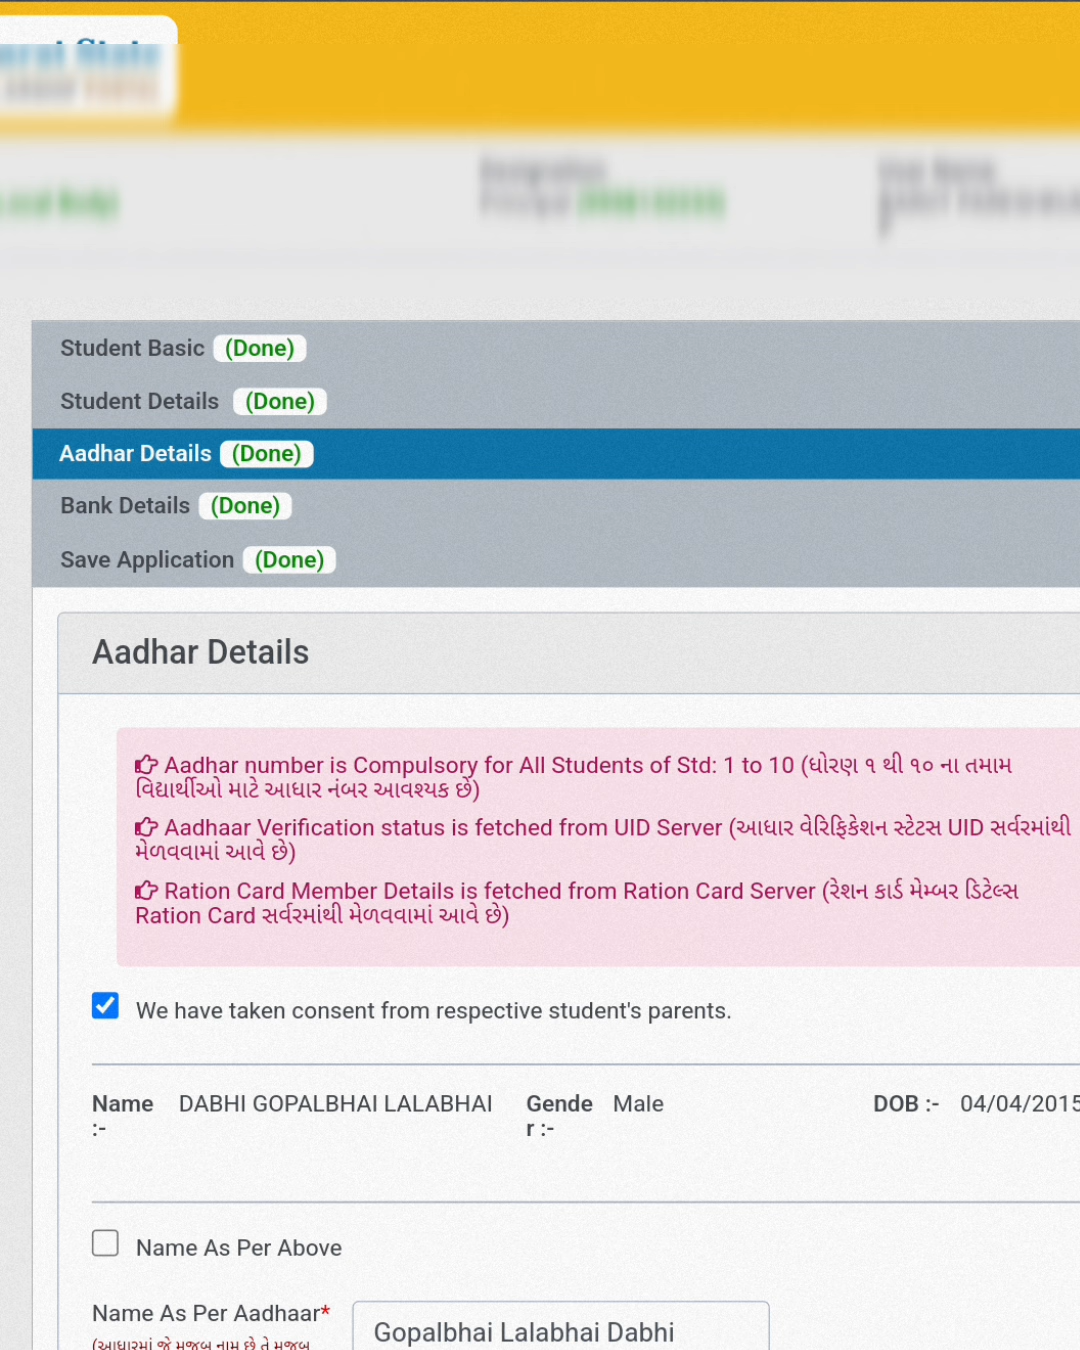 Student Basic (Done)
Student Details (Done)
Aadhar Details (Done)
Bank Details (Done)
Save Application (Done)
Aadhar Details
Aadhar number is Compulsory for All Students of Std: 1 to 10 (ધોરણ ૧ થી ૧૦ ના તમામ
વિદ્યાર્થીઓ માટે આધાર નંબર આવશ્યક છે)
Aadhaar Verification status is fetched from UID Server (આધાર વેરિફિકેશન સ્ટેટસ UID સર્વરમાંથી
મેળવવામાં આવે છે)
Ration Card Member Details is fetched from Ration Card Server (રેશન કાર્ડ મેમ્બર ડિટેલ્સ
Ration Card સર્વરમાંથી મેળવવામાં આવે છે)
We have taken consent from respective student's parents.
Name DABHI GOPALBHAI LALABHAI Gende Male DOB :- 04/04/2015
:- r :-
Name As Per Above
Name As Per Aadhaar*
Gopalbhai Lalabhai Dabhi
(આધારમાં જે મુજબ નામ છે તે મુજબ